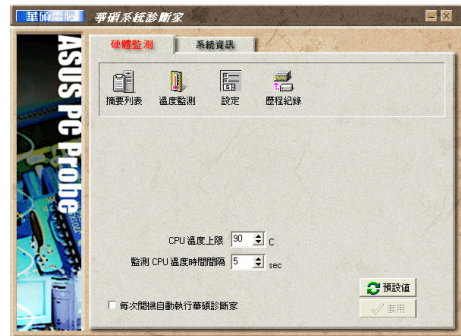 華碩電腦 華碩系統診斷家
ASUS PC Probe
硬體監測 系統資訊
摘要列表 溫度監測 設定 歷程紀錄
CPU 溫度上限 90 C
監測 CPU 溫度時間間隔 5 sec
預設值
每次開機自動執行華碩診斷家
套用